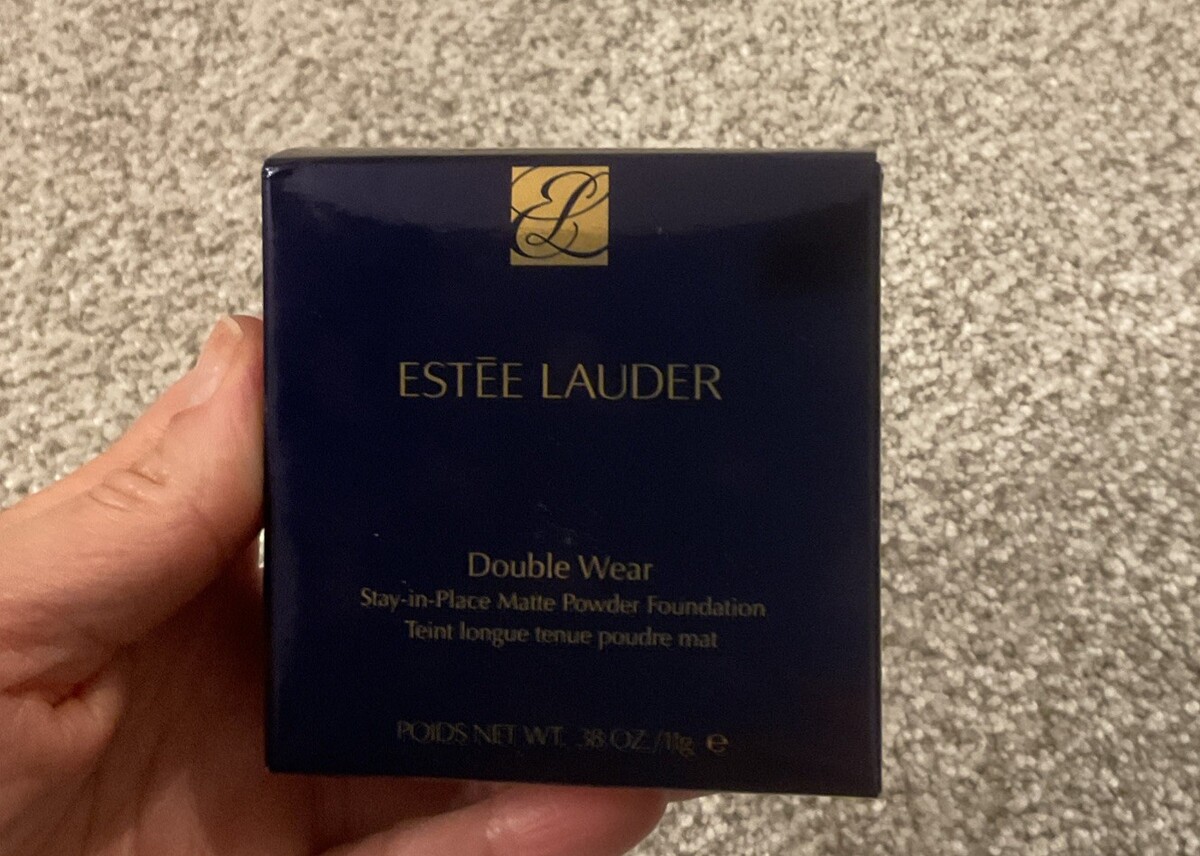 EL
ESTĒE LAUDER
Double Wear
Stay-in-Place Matte Powder Foundation
Teint longue tenue poudre mat
POIDS NET WT. .38 OZ./11g ℮